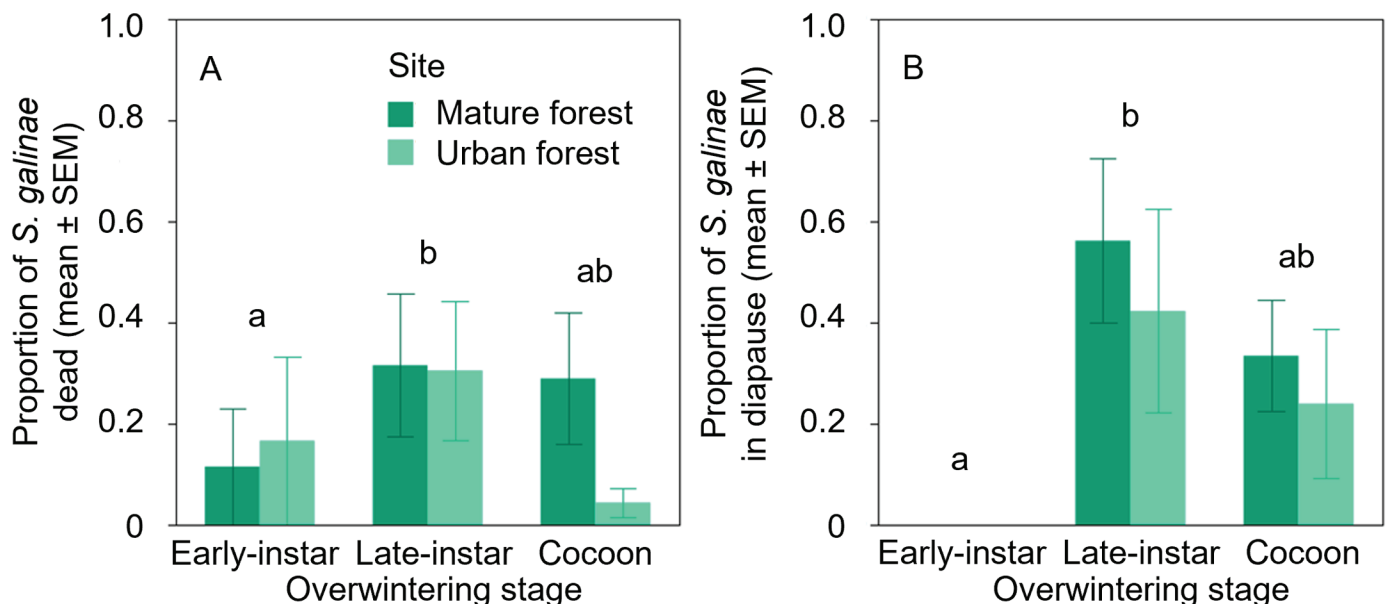 Proportion of S. galinae
dead (mean ± SEM)
1.0
0.8
0.6
0.4
0.2
0
A
Site
Mature forest
Urban forest
a
b
ab
Early-instar Late-instar Cocoon
Overwintering stage
Proportion of S. galinae
in diapause (mean ± SEM)
1.0
0.8
0.6
0.4
0.2
0
B
a
b
ab
Early-instar Late-instar Cocoon
Overwintering stage